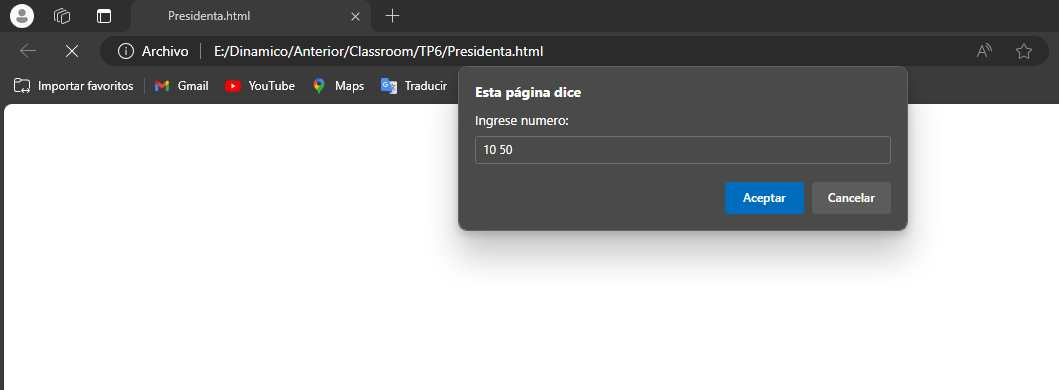 Presidenta.html
Archivo E:/Dinamico/Anterior/Classroom/TP6/Presidenta.html
Importar favoritos Gmail YouTube Maps Traducir
Esta página dice
Ingrese numero:
10 50
Aceptar Cancelar